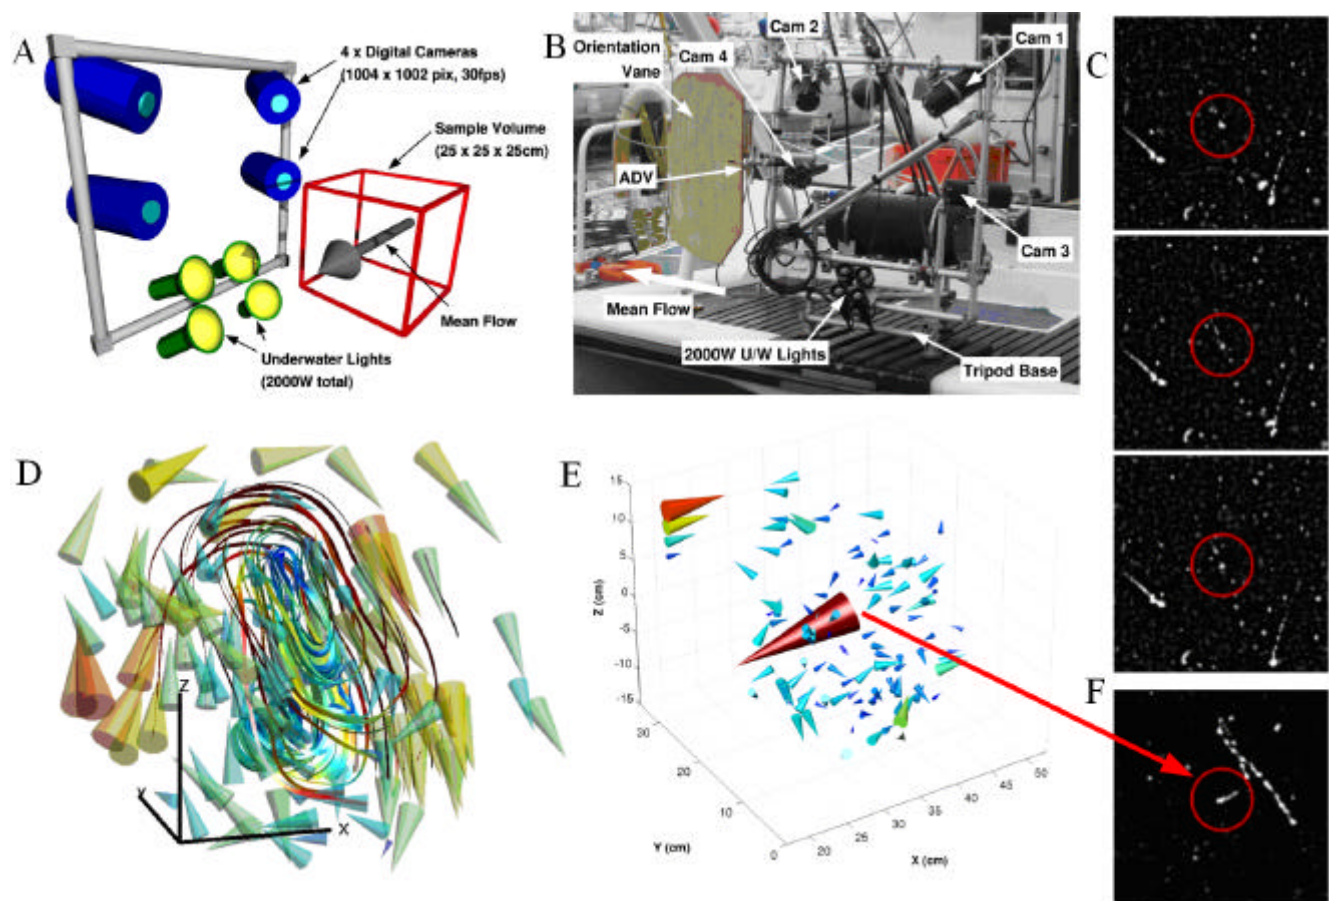 A
4 x Digital Cameras
(1004 x 1002 pix, 30fps)
Sample Volume
(25 x 25 x 25cm)
Mean Flow
Underwater Lights
(2000W total)
B
Orientation
Vane
Cam 4
Cam 2
Cam 1
ADV
Cam 3
Mean Flow
2000W U/W Lights
Tripod Base
C
D
Z
Y
X
E
15
10
5
0
-5
-10
-15
Z (cm)
30
20
10
0
Y (cm)
20
25
30
35
40
45
50
X (cm)
F